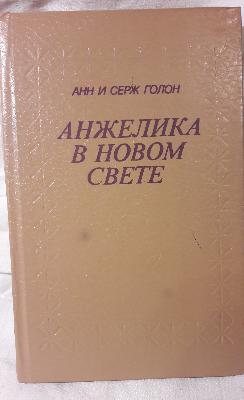 АНН И СЕРЖ ГОЛОН
АНЖЕЛИКА
В НОВОМ
СВЕТЕ